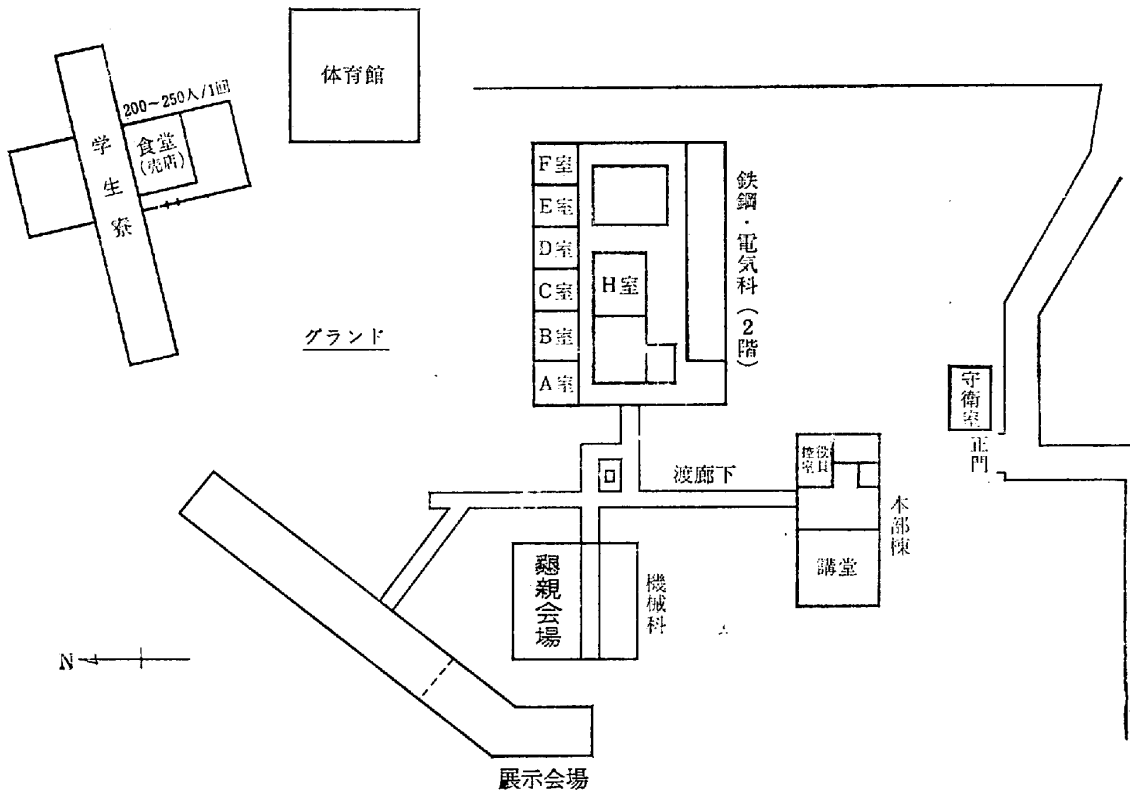 体育館
200～250人/1回
学生寮
食堂
(売店)
F室
E室
D室
C室
B室
A室
H室
鉄鋼・電気科(2階)
グランド
守衛室
正門
役員
控室
渡廊下
本部棟
講堂
懇親会場
機械科
N
展示会場